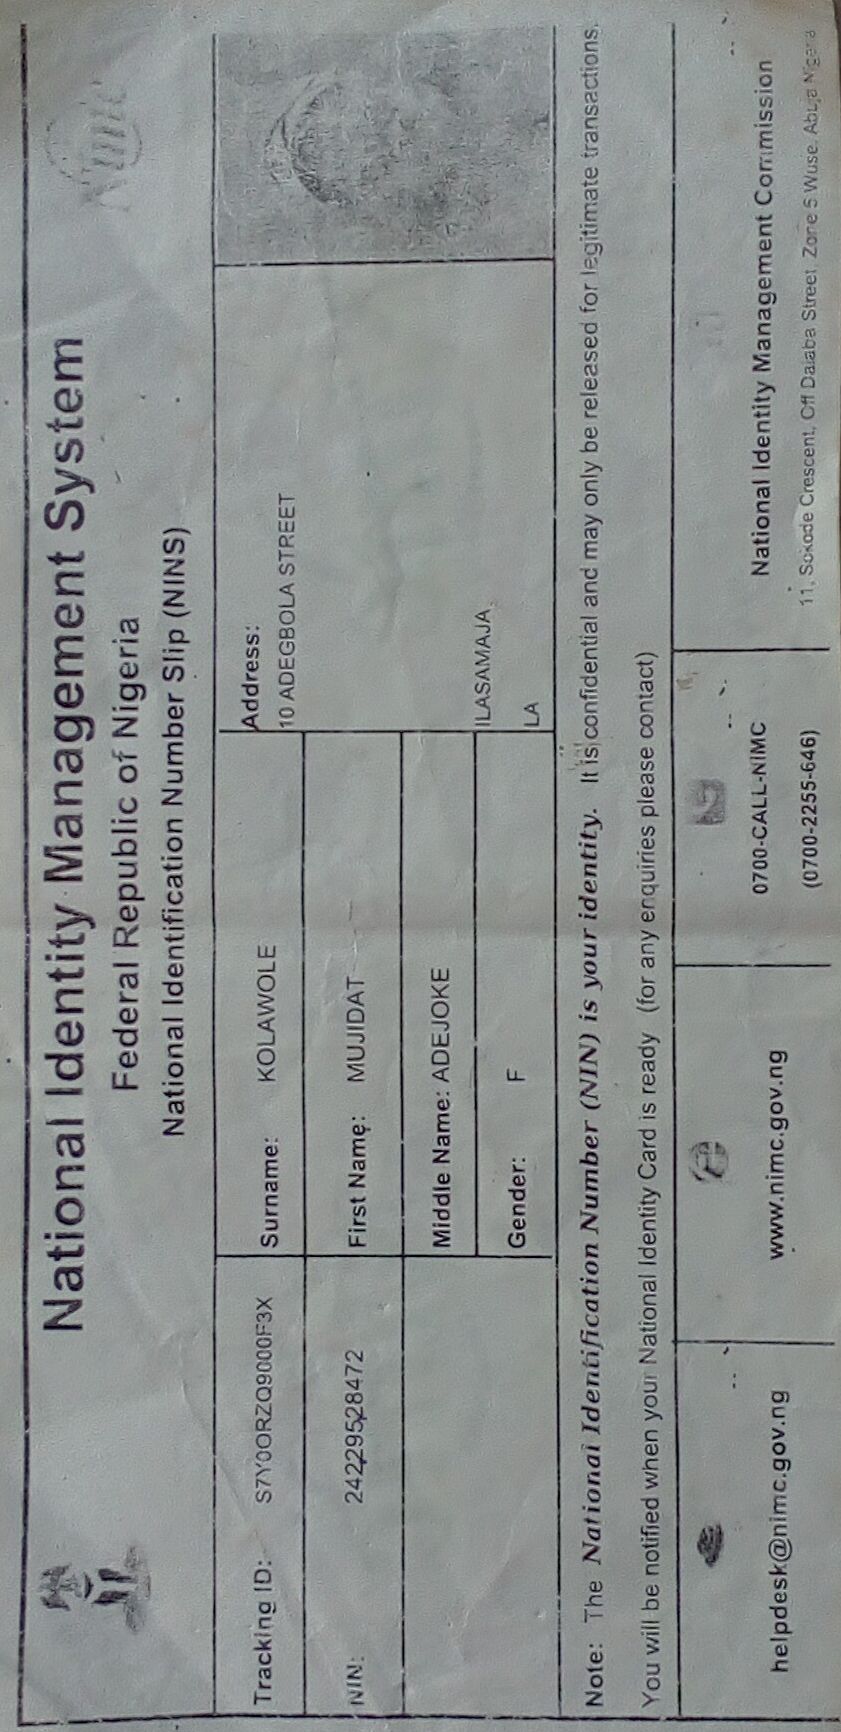 National Identity Management System
Federal Republic of Nigeria
National Identification Number Slip (NINS)
nimc
Tracking ID: S7Y0ORZQ9000F3X
Surname: KOLAWOLE
Address:
10 ADEGBOLA STREET
NIN: 24229528472
First Name: MUJIDAT
Middle Name: ADEJOKE
ILASAMAJA
Gender: F
LA
Note: The National Identification Number (NIN) is your identity. It is confidential and may only be released for legitimate transactions.
You will be notified when your National Identity Card is ready (for any enquiries please contact)
helpdesk@nimc.gov.ng
www.nimc.gov.ng
0700-CALL-NIMC
(0700-2255-646)
National Identity Management Commission
11, Sokode Crescent, Off Dalaba Street, Zone 5 Wuse, Abuja Nigeria